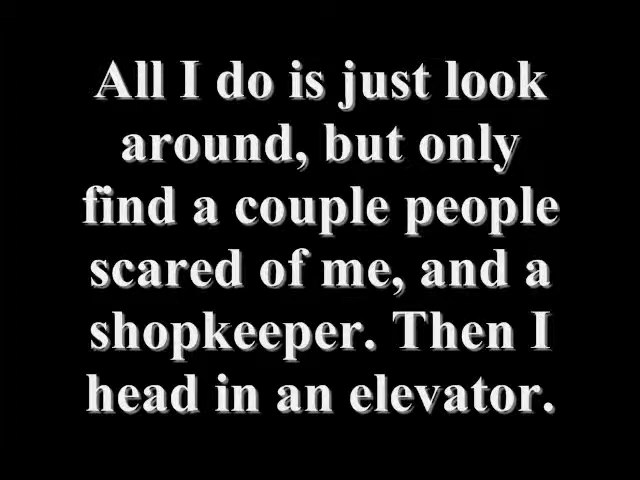 All I do is just look
around, but only
find a couple people
scared of me, and a
shopkeeper. Then I
head in an elevator.